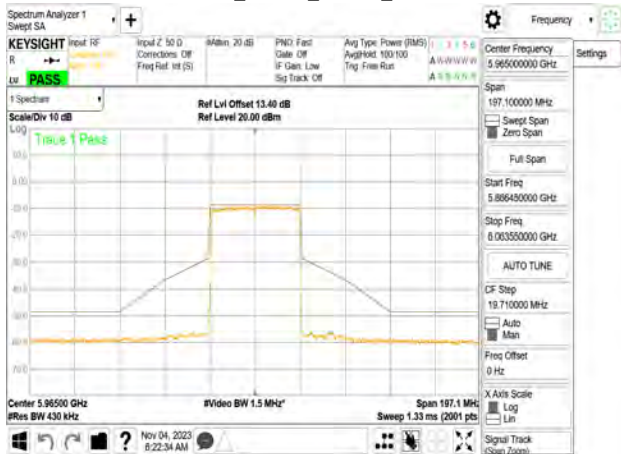 Spectrum Analyzer 1
Swept SA
Frequency
KEYSIGHT
Input: RF
Input Z: 50 Ω
#Atten: 20 dB
PNO: Fast
Avg Type: Power (RMS)
R
Corrections: Off
Gate: Off
Avg|Hold: 100/100
Freq Ref: Int (S)
IF Gain: Low
Trig: Free Run
Sig Track: Off
LU PASS
Center Frequency
5.965000000 GHz
Settings
Span
197.100000 MHz
Swept Span
Zero Span
Full Span
Start Freq
5.866450000 GHz
Stop Freq
6.063550000 GHz
AUTO TUNE
CF Step
19.710000 MHz
Auto
Man
Freq Offset
0 Hz
X Axis Scale
Log
Lin
Signal Track
(Span Zoom)
1 Spectrum
Ref Lvl Offset 13.40 dB
Scale/Div 10 dB
Ref Level 20.00 dBm
Log
Trace 1 Pass
Center 5.96500 GHz
#Video BW 1.5 MHz*
Span 197.1 MHz
#Res BW 430 kHz
Sweep 1.33 ms (2001 pts
Nov 04, 2023
6:22:34 AM